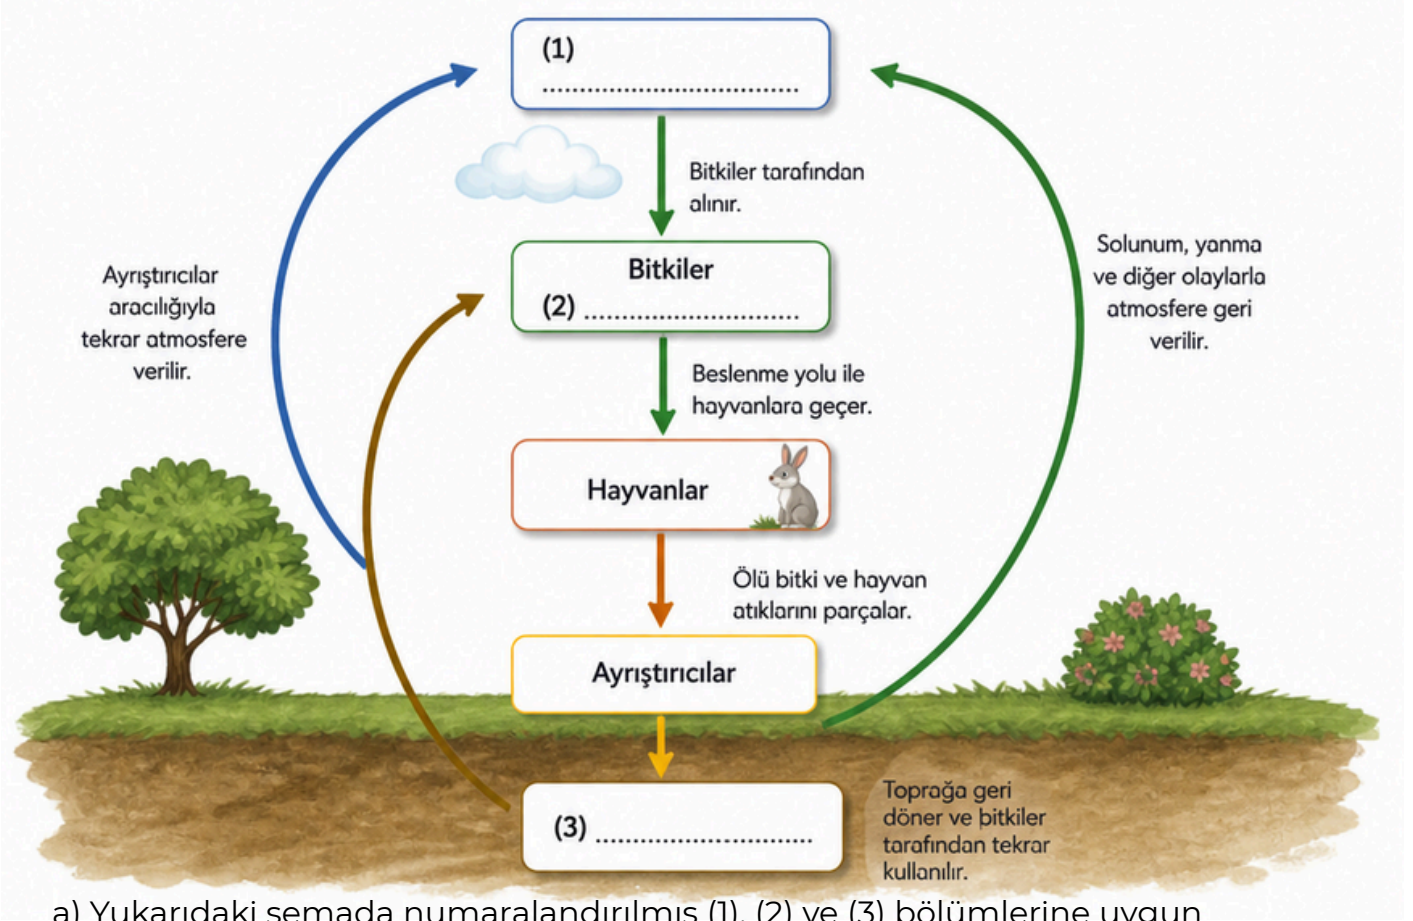 (1)
........................................
Bitkiler tarafından
alınır.
Bitkiler
(2) ..................................
Beslenme yolu ile
hayvanlara geçer.
Hayvanlar
Ölü bitki ve hayvan
atıklarını parçalar.
Ayrıştırıcılar
(3) ..................................
Ayrıştırıcılar
aracılığıyla
tekrar atmosfere
verilir.
Solunum, yanma
ve diğer olaylarla
atmosfere geri
verilir.
Toprağa geri
döner ve bitkiler
tarafından tekrar
kullanılır.
a) Yukarıdaki şemada numaralandırılmış (1), (2) ve (3) bölümlerine uygun